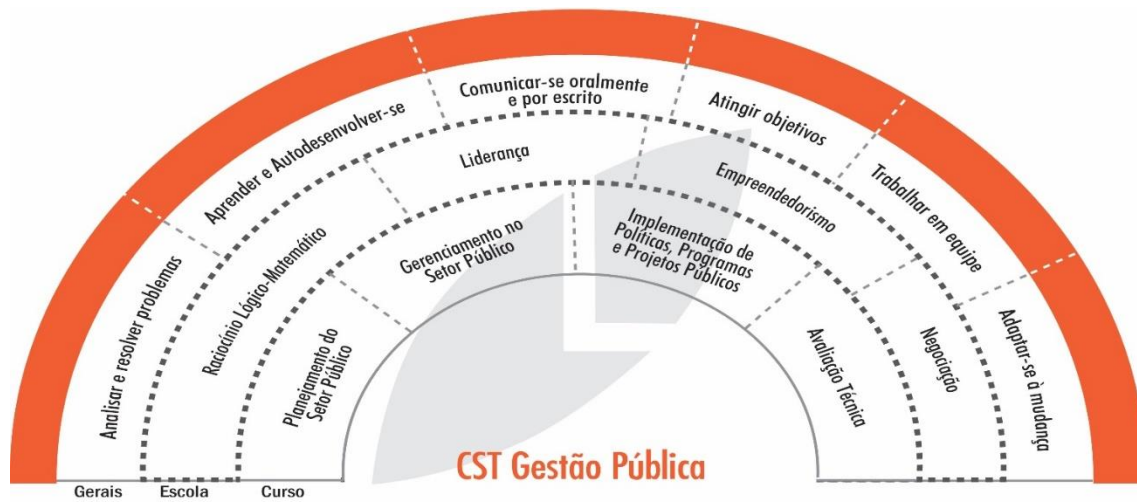 Analisar e resolver problemas
Aprender e Autodesenvolver-se
Comunicar-se oralmente
e por escrito
Atingir objetivos
Trabalhar em equipe
Adaptar-se à mudança
Raciocínio Lógico-Matemático
Liderança
Empreendedorismo
Negociação
Planejamento do
Setor Público
Gerenciamento no
Setor Público
Implementação de
Políticas, Programas
e Projetos Públicos
Avaliação Técnica
CST Gestão Pública
Gerais
Escola
Curso